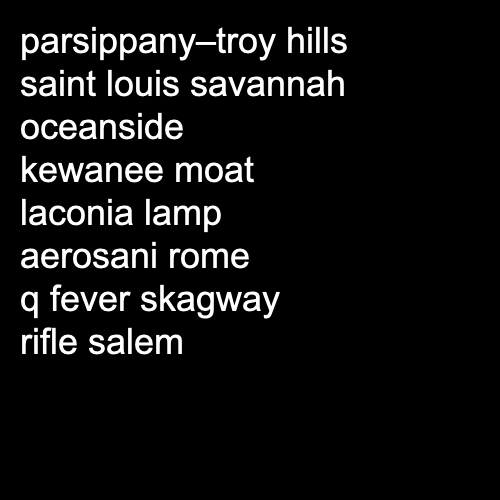 parsippany–troy hills
saint louis savannah
oceanside
kewanee moat
laconia lamp
aerosani rome
q fever skagway
rifle salem